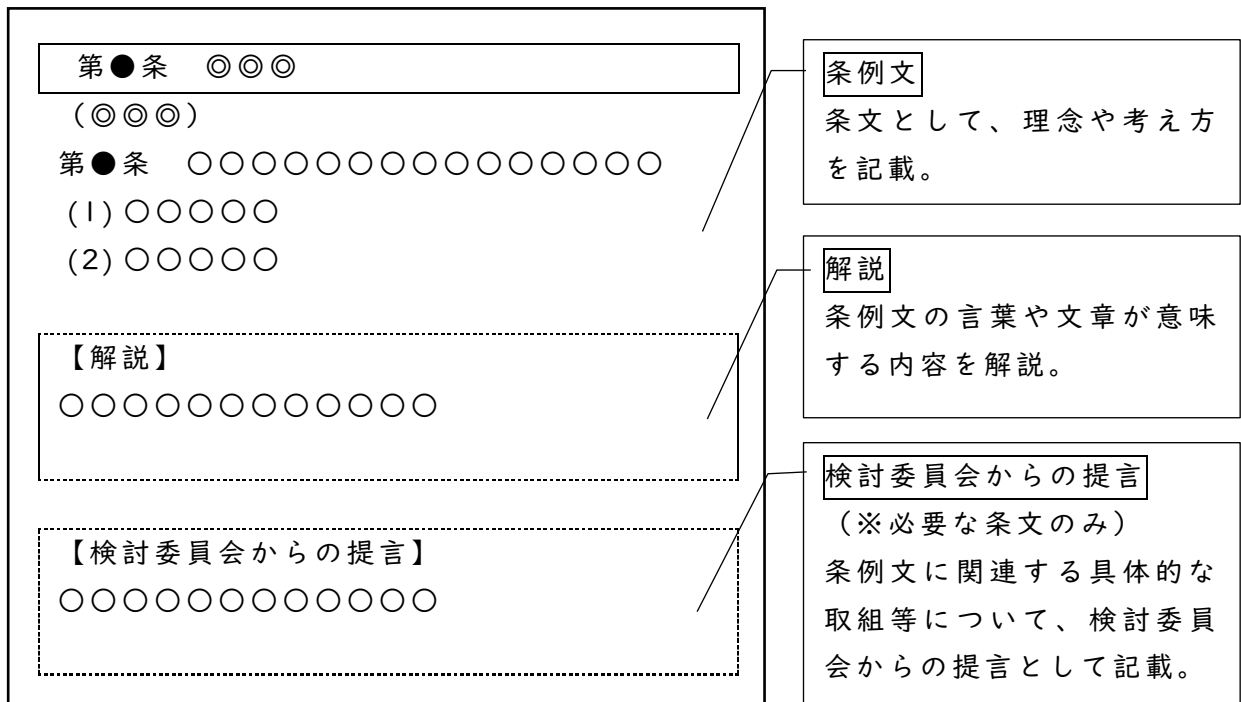 第●条　◎◎◎
（◎◎◎）
第●条　○○○○○○○○○○○○○○○
(1)○○○○○
(2)○○○○○
【解説】
○○○○○○○○○○○○
【検討委員会からの提言】
○○○○○○○○○○○○
条例文
条文として、理念や考え方
を記載。
解説
条例文の言葉や文章が意味
する内容を解説。
検討委員会からの提言
（※必要な条文のみ）
条例文に関連する具体的な
取組等について、検討委員
会からの提言として記載。